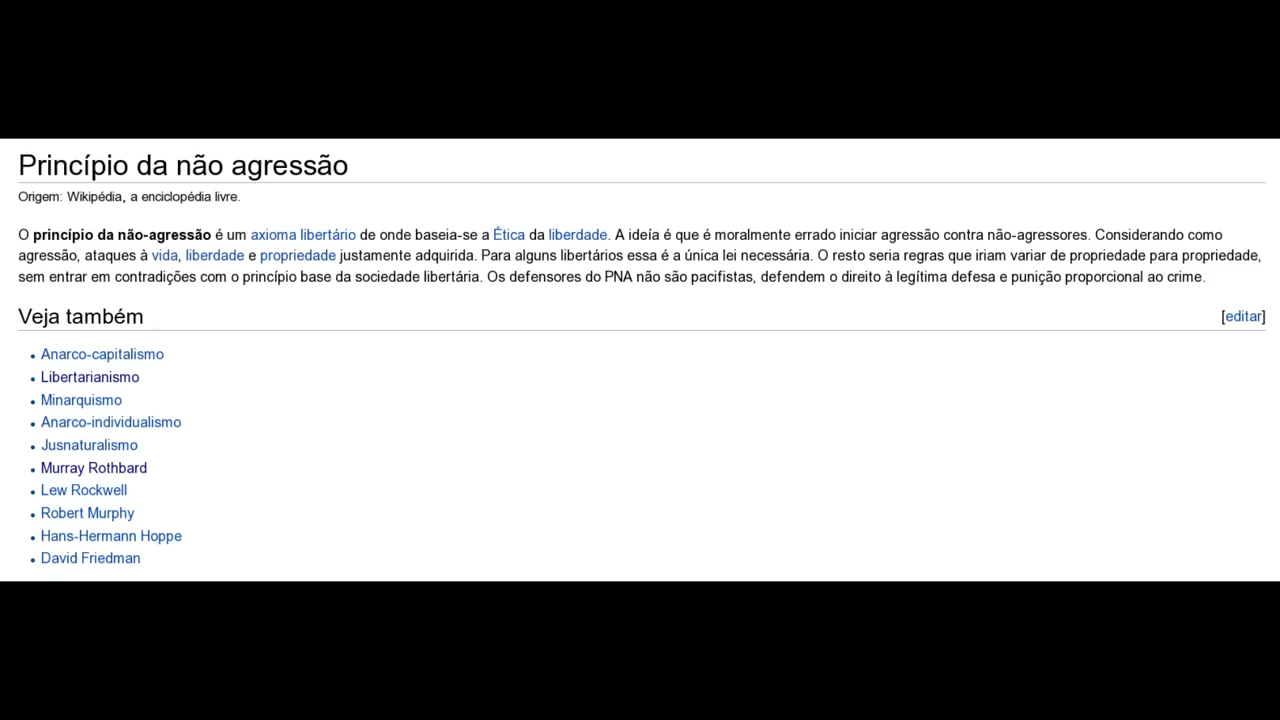 Princípio da não agressão
Origem: Wikipédia, a enciclopédia livre.
O princípio da não-agressão é um axioma libertário de onde baseia-se a Ética da liberdade. A ideía é que é moralmente errado iniciar agressão contra não-agressores. Considerando como
agressão, ataques à vida, liberdade e propriedade justamente adquirida. Para alguns libertários essa é a única lei necessária. O resto seria regras que iriam variar de propriedade para propriedade,
sem entrar em contradições com o princípio base da sociedade libertária. Os defensores do PNA não são pacifistas, defendem o direito à legítima defesa e punição proporcional ao crime.
Veja também [editar]
• Anarco-capitalismo
• Libertarianismo
• Minarquismo
• Anarco-individualismo
• Jusnaturalismo
• Murray Rothbard
• Lew Rockwell
• Robert Murphy
• Hans-Hermann Hoppe
• David Friedman